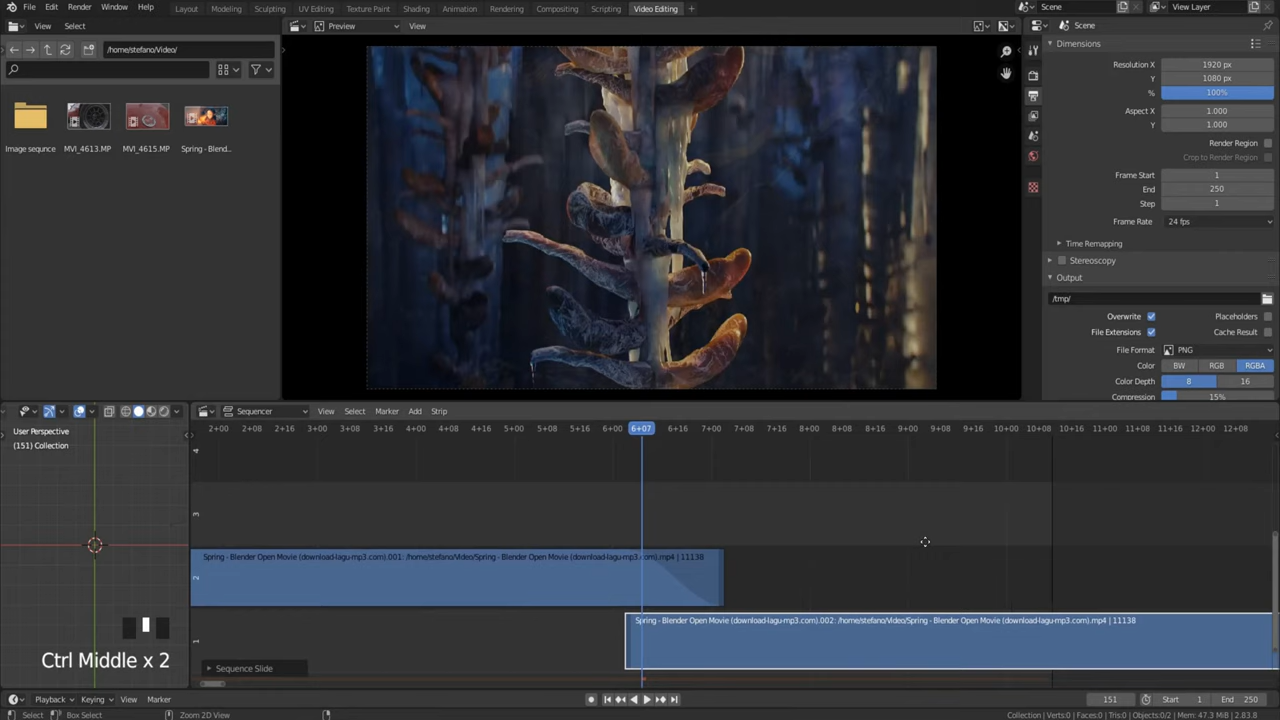 File Edit Render Window Help Layout Modeling Sculpting UV Editing Texture Paint Shading Animation Rendering Compositing Scripting Video Editing + Scene View Layer
View Select Preview View Scene
/home/stefano/Video/
Image sequnce MVI_4613.MP MVI_4615.MP Spring - Blend...
Dimensions
Resolution X 1920 px
Y 1080 px
% 100%
Aspect X 1.000
Y 1.000
Render Region
Crop to Render Region
Frame Start 1
End 250
Step 1
Frame Rate 24 fps
Time Remapping
Stereoscopy
Output
/tmp/
Overwrite Placeholders
File Extensions Cache Result
File Format PNG
Color BW RGB RGBA
Color Depth 8 16
Compression 15%
Sequencer View Select Marker Add Strip
User Perspective
(151) Collection
2+00 2+08 2+16 3+00 3+08 3+16 4+00 4+08 4+16 5+00 5+08 5+16 6+00 6+07 6+16 7+00 7+08 7+16 8+00 8+08 8+16 9+00 9+08 9+16 10+00 10+08 10+16 11+00 11+08 11+16 12+00 12+08
4
3
2
1
Spring - Blender Open Movie (download-lagu-mp3.com).001: /home/stefano/Video/Spring - Blender Open Movie (download-lagu-mp3.com).mp4 | 11138
Spring - Blender Open Movie (download-lagu-mp3.com).002: /home/stefano/Video/Spring - Blender Open Movie (download-lagu-mp3.com).mp4 | 11138
Ctrl Middle x 2
Sequence Slide
Playback Keying View Marker 151 Start 1 End 250
Select Box Select Zoom 2D View Collection | Verts:0 | Faces:0 | Tris:0 | Objects:0/2 | Mem: 47.3 MiB | 2.83.8